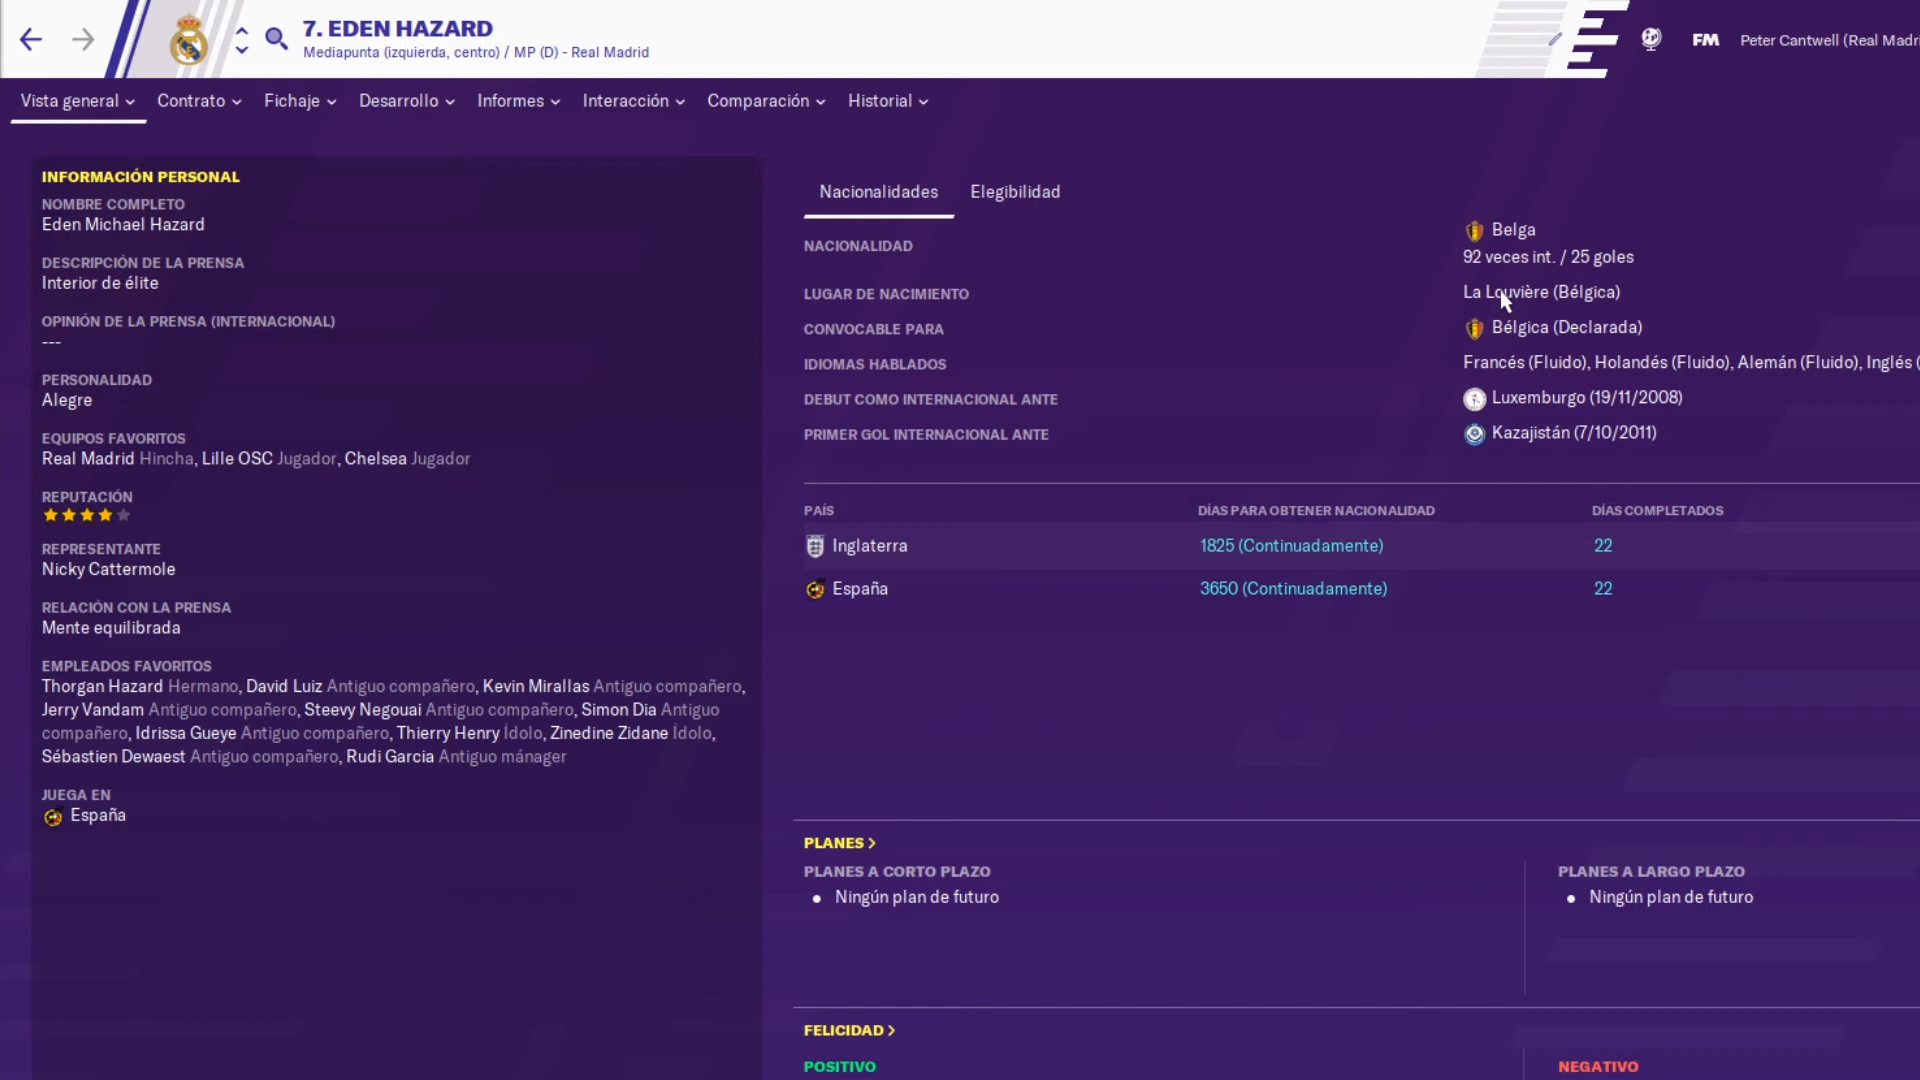 7. EDEN HAZARD
Mediapunta (izquierda, centro) / MP (D) - Real Madrid
FM
Peter Cantwell (Real Madri
Vista general Contrato Fichaje Desarrollo Informes Interacción Comparación Historial
INFORMACIÓN PERSONAL
NOMBRE COMPLETO
Eden Michael Hazard
DESCRIPCIÓN DE LA PRENSA
Interior de élite
OPINIÓN DE LA PRENSA (INTERNACIONAL)
---
PERSONALIDAD
Alegre
EQUIPOS FAVORITOS
Real Madrid Hincha, Lille OSC Jugador, Chelsea Jugador
REPUTACIÓN
REPRESENTANTE
Nicky Cattermole
RELACIÓN CON LA PRENSA
Mente equilibrada
EMPLEADOS FAVORITOS
Thorgan Hazard Hermano, David Luiz Antiguo compañero, Kevin Mirallas Antiguo compañero,
Jerry Vandam Antiguo compañero, Steevy Negouai Antiguo compañero, Simon Dia Antiguo
compañero, Idrissa Gueye Antiguo compañero, Thierry Henry Ídolo, Zinedine Zidane Ídolo,
Sébastien Dewaest Antiguo compañero, Rudi Garcia Antiguo mánager
JUEGA EN
España
Nacionalidades Elegibilidad
NACIONALIDAD
Belga
92 veces int. / 25 goles
LUGAR DE NACIMIENTO
La Louvière (Bélgica)
CONVOCABLE PARA
Bélgica (Declarada)
IDIOMAS HABLADOS
Francés (Fluido), Holandés (Fluido), Alemán (Fluido), Inglés (
DEBUT COMO INTERNACIONAL ANTE
Luxemburgo (19/11/2008)
PRIMER GOL INTERNACIONAL ANTE
Kazajistán (7/10/2011)
PAÍS DÍAS PARA OBTENER NACIONALIDAD DÍAS COMPLETADOS
Inglaterra 1825 (Continuadamente) 22
España 3650 (Continuadamente) 22
PLANES
PLANES A CORTO PLAZO
Ningún plan de futuro
PLANES A LARGO PLAZO
Ningún plan de futuro
FELICIDAD
POSITIVO
NEGATIVO